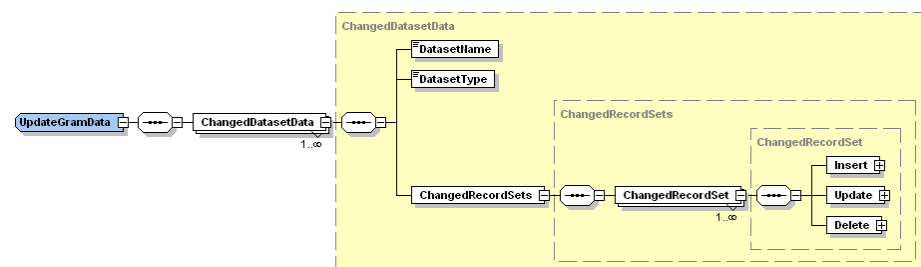 ChangedDatasetData
DatasetName
DatasetType
UpdateGramData
ChangedDatasetData
1..∞
ChangedRecordSets
ChangedRecordSet
ChangedRecordSets
ChangedRecordSet
1..∞
Insert
Update
Delete